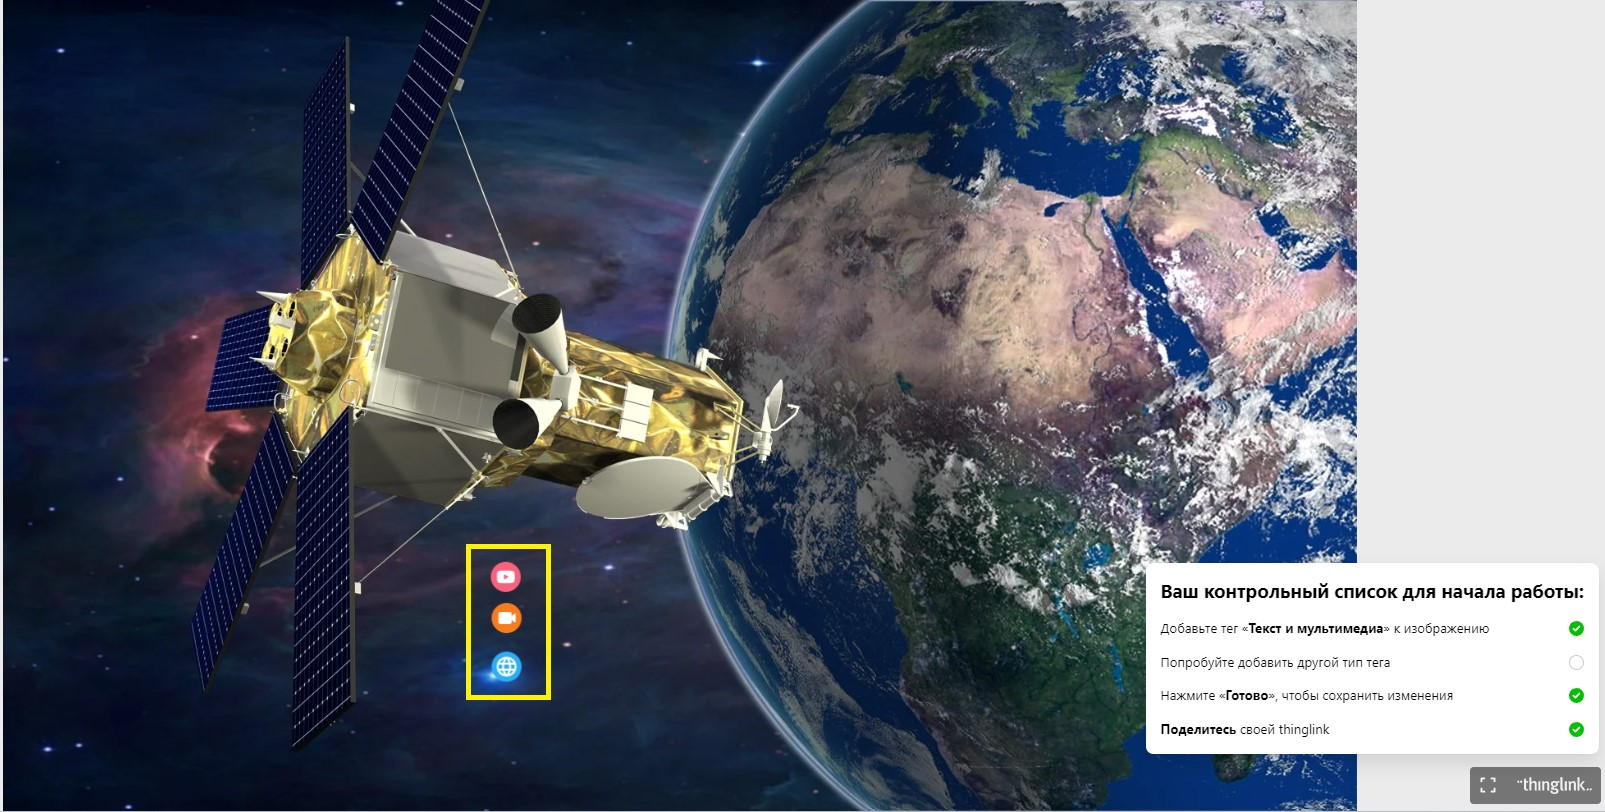 Ваш контрольный список для начала работы:
Добавьте тег «Текст и мультимедиа» к изображению
Попробуйте добавить другой тип тега
Нажмите «Готово», чтобы сохранить изменения
Поделитесь своей thinglink
¨thinglink..